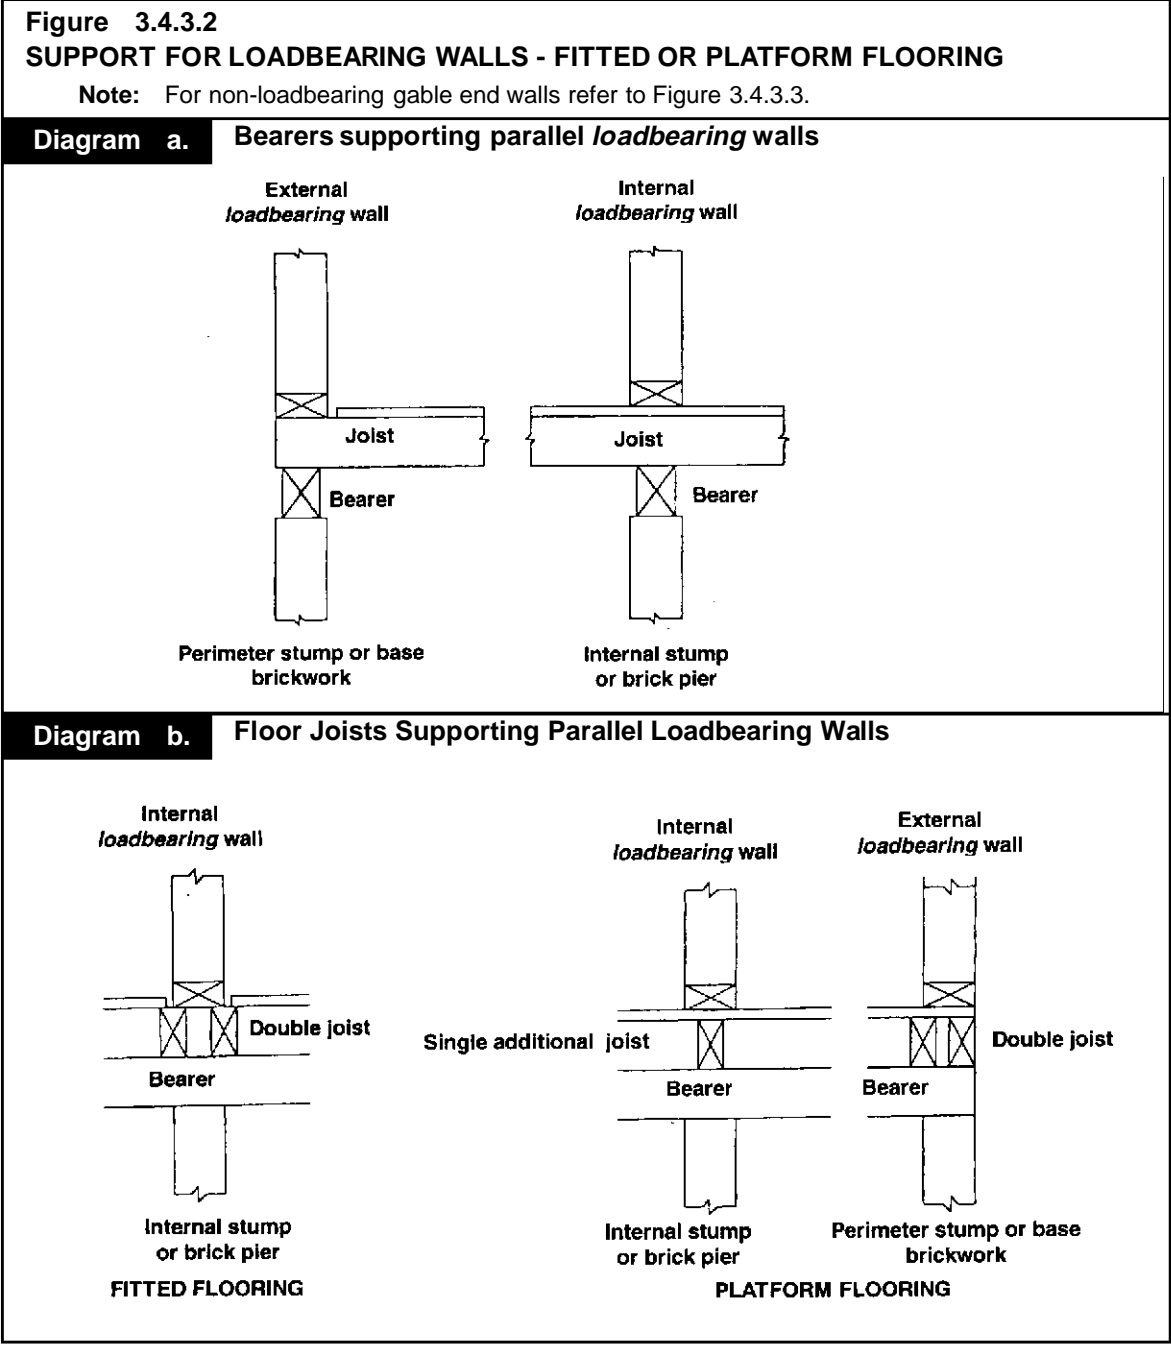 Figure 3.4.3.2
SUPPORT FOR LOADBEARING WALLS - FITTED OR PLATFORM FLOORING
Note: For non-loadbearing gable end walls refer to Figure 3.4.3.3.
Diagram a. Bearers supporting parallel loadbearing walls
External
loadbearing wall
Internal
loadbearing wall
Joist
Joist
Bearer
Bearer
Perimeter stump or base
brickwork
Internal stump
or brick pier
Diagram b. Floor Joists Supporting Parallel Loadbearing Walls
Internal
loadbearing wall
Internal
loadbearing wall
External
loadbearing wall
Double joist
Single additional joist
Double joist
Bearer
Bearer
Bearer
Internal stump
or brick pier
Internal stump
or brick pier
Perimeter stump or base
brickwork
FITTED FLOORING
PLATFORM FLOORING